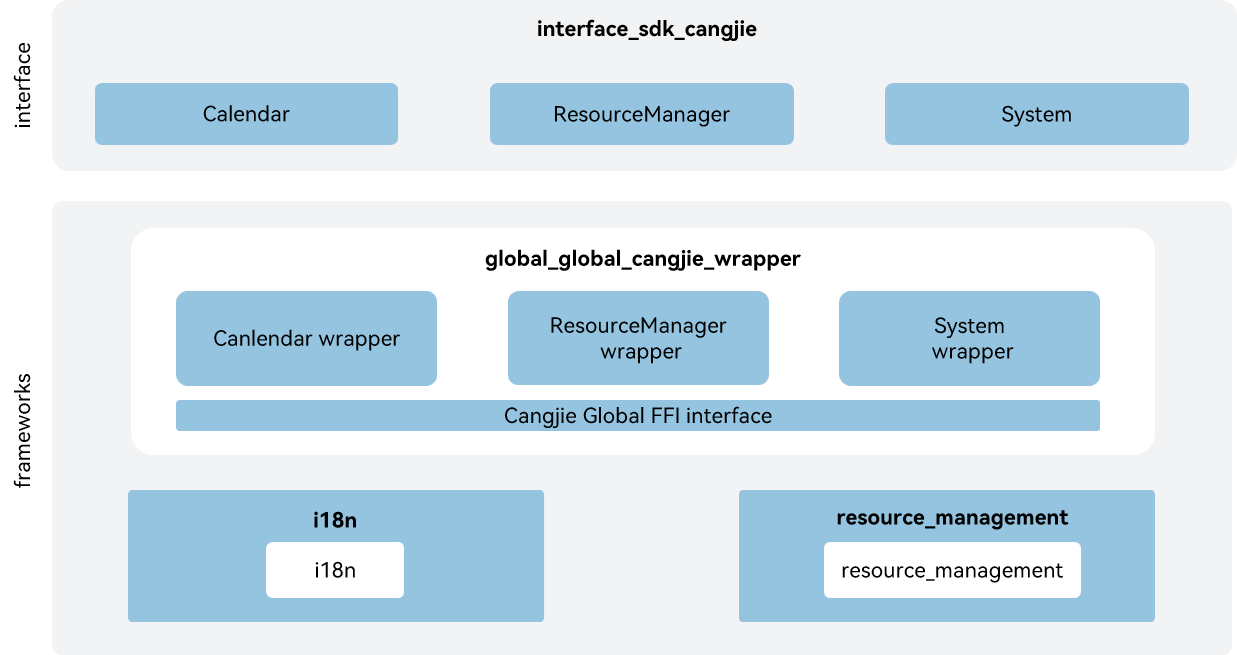 interface
interface_sdk_cangjie
Calendar
ResourceManager
System
frameworks
global_global_cangjie_wrapper
Canlendar wrapper
ResourceManager
wrapper
System
wrapper
Cangjie Global FFI interface
i18n
i18n
resource_management
resource_management